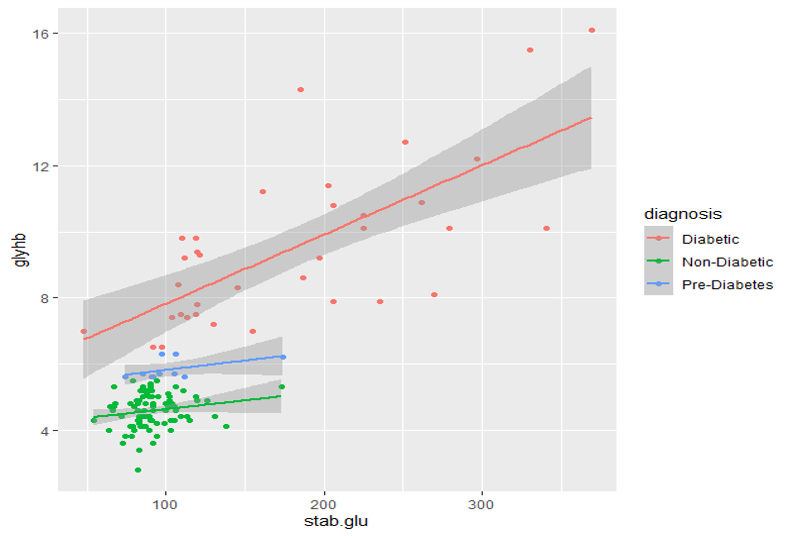 16
12
8
4
glyhb
100 200 300
stab.glu
diagnosis
Diabetic
Non-Diabetic
Pre-Diabetes